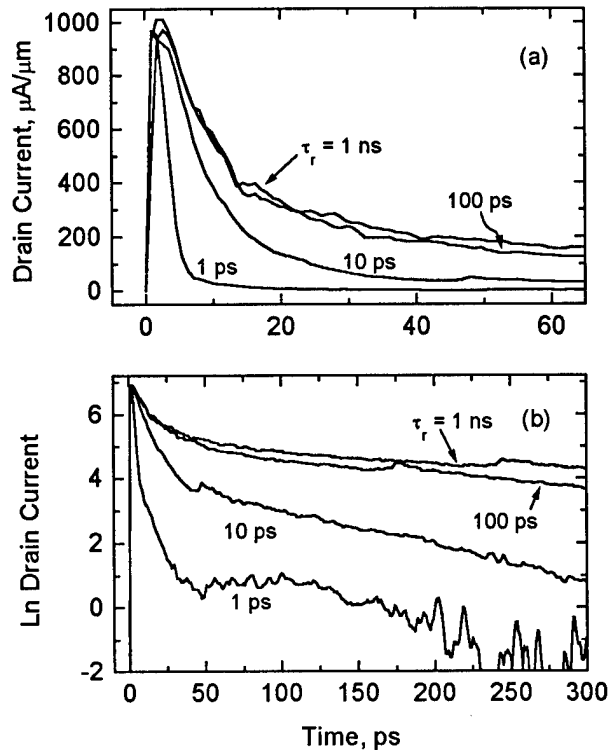 1000
800
600
400
200
0
Drain Current, μA/μm
(a)
τr = 1 ns
100 ps
10 ps
1 ps
0 20 40 60
6
4
2
0
-2
Ln Drain Current
(b)
τr = 1 ns
100 ps
10 ps
1 ps
0 50 100 150 200 250 300
Time, ps